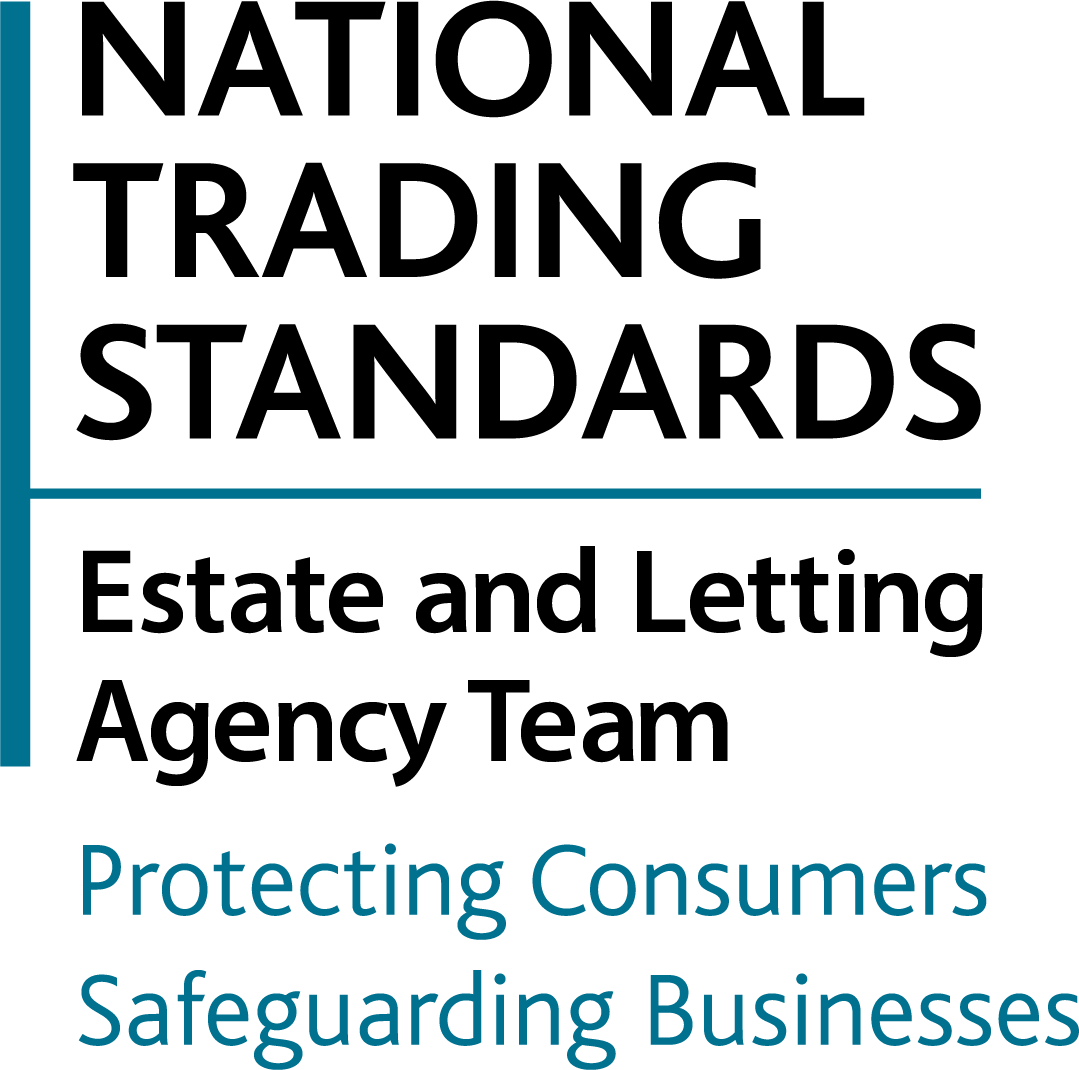 NATIONAL
TRADING
STANDARDS
Estate and Letting
Agency Team
Protecting Consumers
Safeguarding Businesses